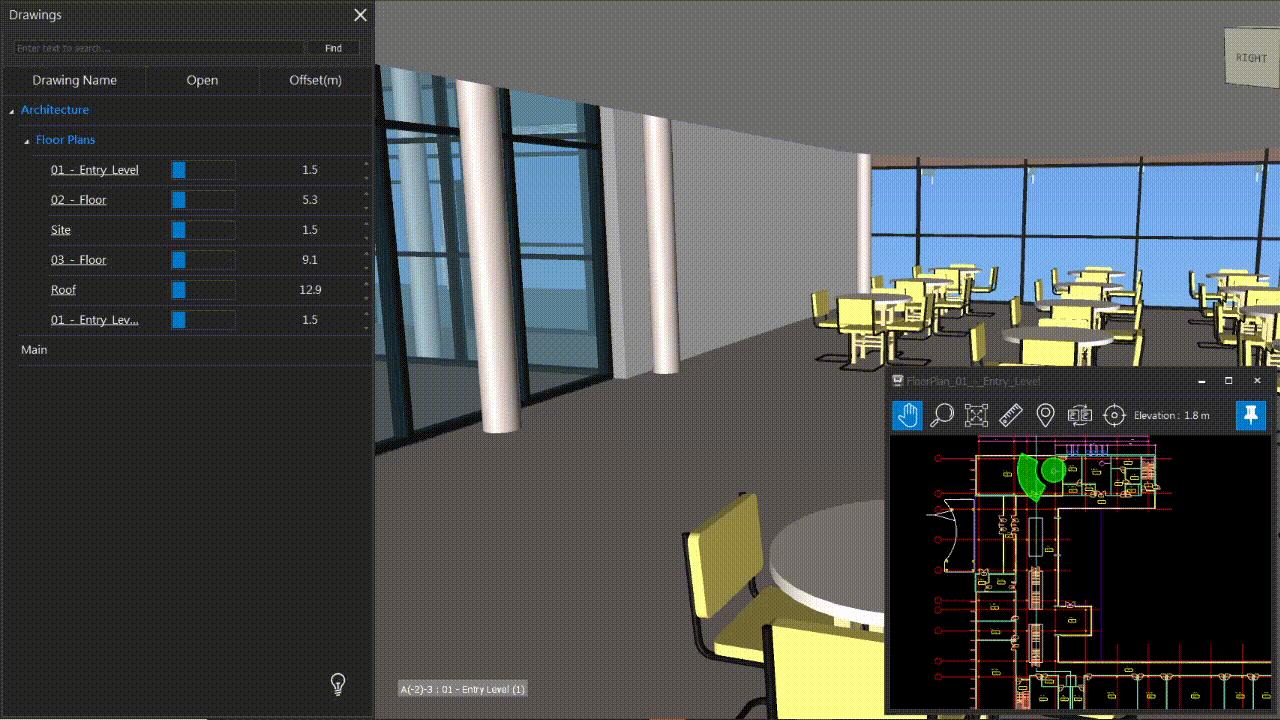 Drawings
Enter text to search...
Find
Drawing Name Open Offset(m)
Architecture
Floor Plans
01 - Entry Level 1.5
02 - Floor 5.3
Site 1.5
03 - Floor 9.1
Roof 12.9
01 - Entry Lev... 1.5
Main
RIGHT
FloorPlan_01_-_Entry_Level
Elevation : 1.8 m
A(-2)-3 : 01 - Entry Level (1)